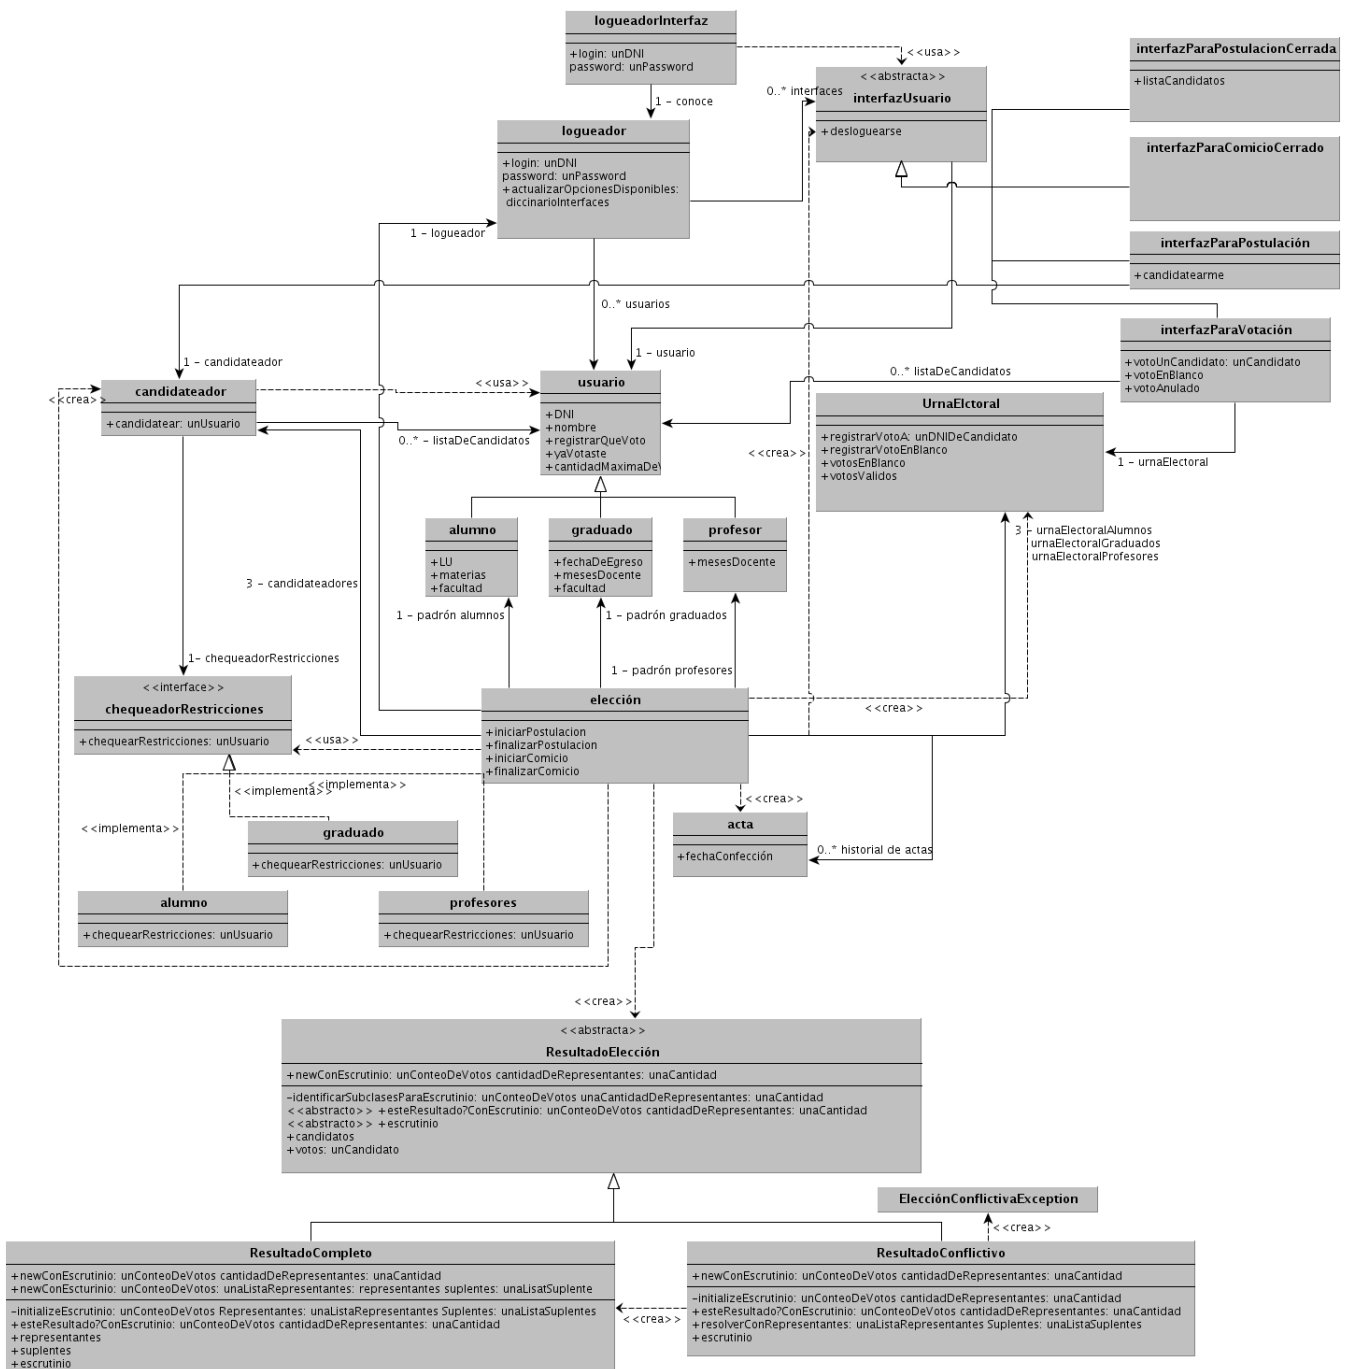 logueadorInterfaz
+login: unDNI
password: unPassword
<<usa>>
1 – conoce
<<abstracta>>
interfazUsuario
+desloguearse
0..* interfaces
interfazParaPostulacionCerrada
+listaCandidatos
interfazParaComicioCerrado
interfazParaPostulación
+candidatearme
logueador
+login: unDNI
password: unPassword
+actualizarOpcionesDisponibles:
diccinarioInterfaces
1 – logueador
0..* usuarios
1 – usuario
interfazParaVotación
+votoUnCandidato: unCandidato
+votoEnBlanco
+votoAnulado
1 – candidateador
<<crea>>
candidateador
+candidatear: unUsuario
<<usa>>
0..* – listaDeCandidatos
usuario
+DNI
+nombre
+registrarQueVoto
+yaVotaste
+cantidadMaximaDeV
0..* listaDeCandidatos
UrnaElctoral
+registrarVotoA: unDNIDeCandidato
+registrarVotoEnBlanco
+votosEnBlanco
+votosValidos
1 – urnaElectoral
<<crea>>
alumno
+LU
+materias
+facultad
graduado
+fechaDeEgreso
+mesesDocente
+facultad
profesor
+mesesDocente
3 – urnaElectoralAlumnos
urnaElectoralGraduados
urnaElectoralProfesores
3 – candidateadores
1 – padrón alumnos
1 – padrón graduados
1 – padrón profesores
1– chequeadorRestricciones
<<interface>>
chequeadorRestricciones
+chequearRestricciones: unUsuario
<<usa>>
elección
+iniciarPostulacion
+finalizarPostulacion
+iniciarComicio
+finalizarComicio
<<crea>>
<<implementa>>
<<implementa>>
<<implementa>>
<<crea>>
acta
+fechaConfección
0..* historial de actas
graduado
+chequearRestricciones: unUsuario
alumno
+chequearRestricciones: unUsuario
profesores
+chequearRestricciones: unUsuario
<<crea>>
<<abstracta>>
ResultadoElección
+newConEscrutinio: unConteoDeVotos cantidadDeRepresentantes: unaCantidad
–identificarSubclasesParaEscrutinio: unConteoDeVotos unaCantidadDeRepresentantes: unaCantidad
<<abstracto>> +esteResultado?ConEscrutinio: unConteoDeVotos cantidadDeRepresentantes: unaCantidad
<<abstracto>> +escrutinio
+candidatos
+votos: unCandidato
ElecciónConflictivaException
<<crea>>
ResultadoCompleto
+newConEscrutinio: unConteoDeVotos cantidadDeRepresentantes: unaCantidad
+newConEscturinio: unConteoDeVotos: unaListaRepresentantes: representantes suplentes: unaLisatSuplente
–initializeEscrutinio: unConteoDeVotos Representantes: unaListaRepresentantes Suplentes: unaListaSuplentes
+esteResultado?ConEscrutinio: unConteoDeVotos cantidadDeRepresentantes: unaCantidad
+representantes
+suplentes
+escrutinio
<<crea>>
ResultadoConflictivo
+newConEscrutinio: unConteoDeVotos cantidadDeRepresentantes: unaCantidad
–initializeEscrutinio: unConteoDeVotos cantidadDeRepresentantes: unaCantidad
+esteResultado?ConEscrutinio: unConteoDeVotos cantidadDeRepresentantes: unaCantidad
+resolverConRepresentantes: unaListaRepresentantes Suplentes: unaListaSuplentes
+escrutinio